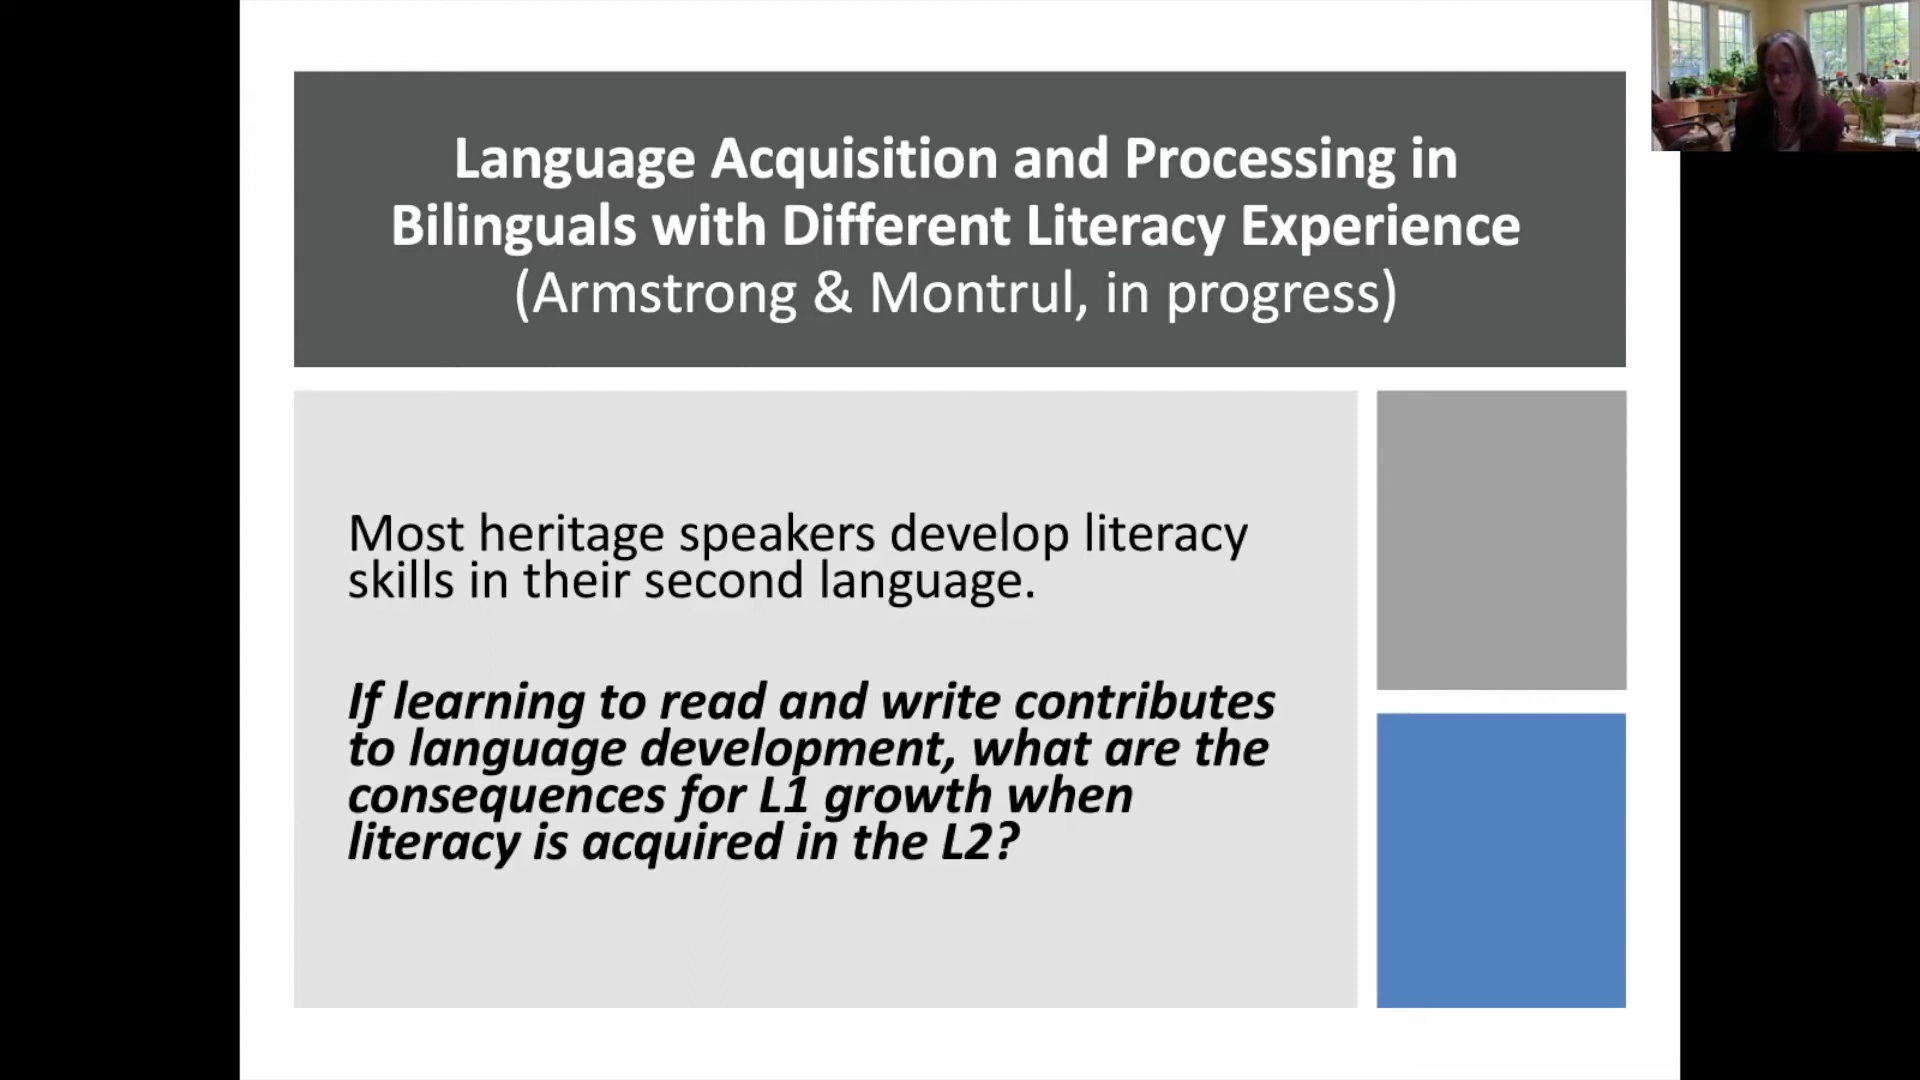 Language Acquisition and Processing in
Bilinguals with Different Literacy Experience
(Armstrong & Montrul, in progress)
Most heritage speakers develop literacy
skills in their second language.
If learning to read and write contributes
to language development, what are the
consequences for L1 growth when
literacy is acquired in the L2?